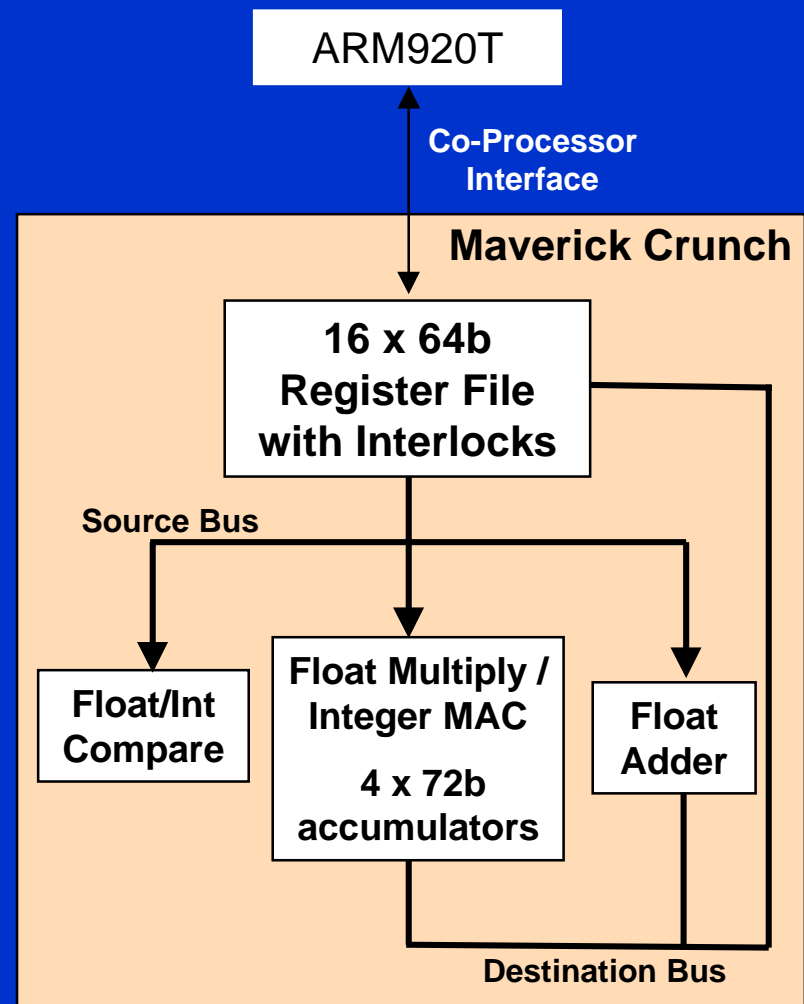 ARM920T
Co-Processor
Interface
Maverick Crunch
16 x 64b
Register File
with Interlocks
Source Bus
Float/Int
Compare
Float Multiply /
Integer MAC
4 x 72b
accumulators
Float
Adder
Destination Bus